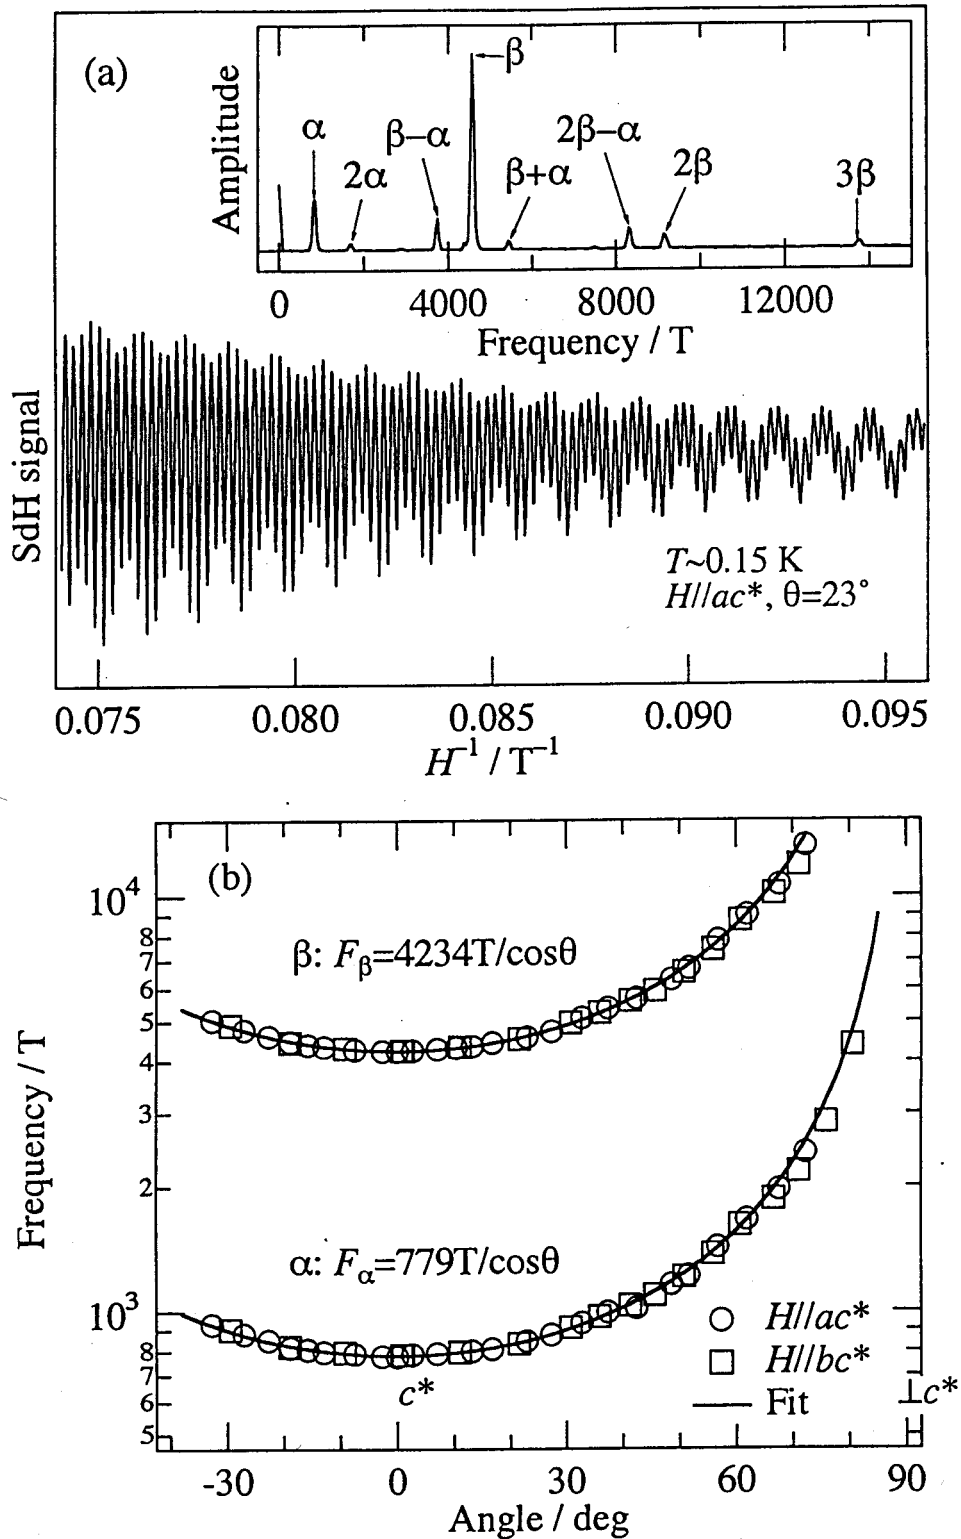 (a)
Amplitude
α
2α
β−α
β
β+α
2β−α
2β
3β
0 4000 8000 12000
Frequency / T
SdH signal
T~0.15 K
H//ac*, θ=23°
0.075 0.080 0.085 0.090 0.095
H⁻¹ / T⁻¹
(b)
Frequency / T
10⁴
8
7
6
5
4
3
2
10³
8
7
6
5
β: Fβ=4234T/cosθ
α: Fα=779T/cosθ
H//ac*
H//bc*
Fit
c*
⊥c*
-30 0 30 60 90
Angle / deg